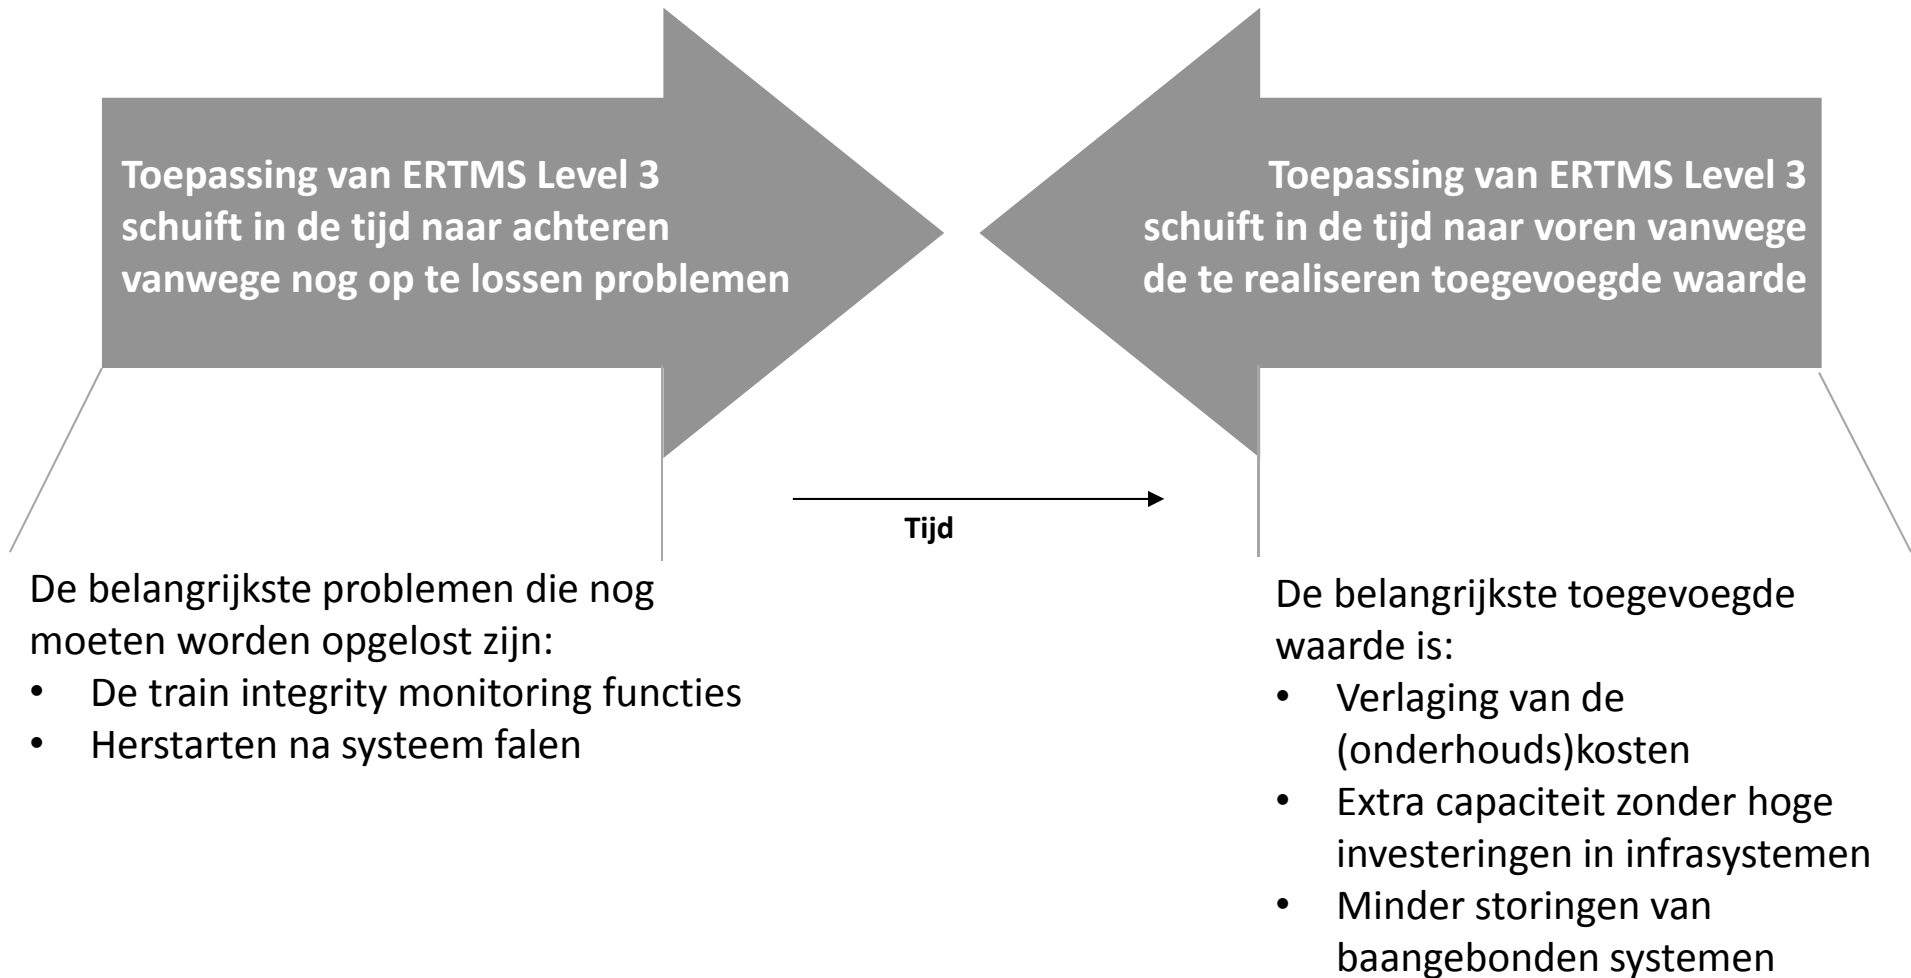 Toepassing van ERTMS Level 3
schuift in de tijd naar achteren
vanwege nog op te lossen problemen
Toepassing van ERTMS Level 3
schuift in de tijd naar voren vanwege
de te realiseren toegevoegde waarde
Tijd
De belangrijkste problemen die nog
moeten worden opgelost zijn:
• De train integrity monitoring functies
• Herstarten na systeem falen
De belangrijkste toegevoegde
waarde is:
• Verlaging van de
(onderhouds)kosten
• Extra capaciteit zonder hoge
investeringen in infrasystemen
• Minder storingen van
baangebonden systemen